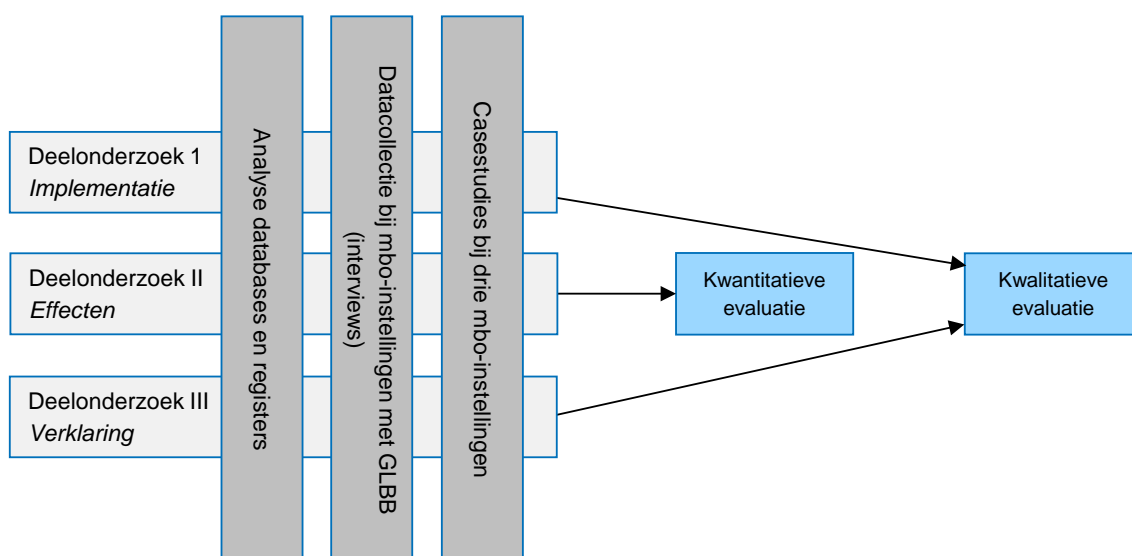 Deelonderzoek 1
Implementatie
Deelonderzoek II
Effecten
Deelonderzoek III
Verklaring
Analyse databases en registers
Datacollectie bij mbo-instellingen met GLBB
(interviews)
Casestudies bij drie mbo-instellingen
Kwantitatieve
evaluatie
Kwalitatieve
evaluatie